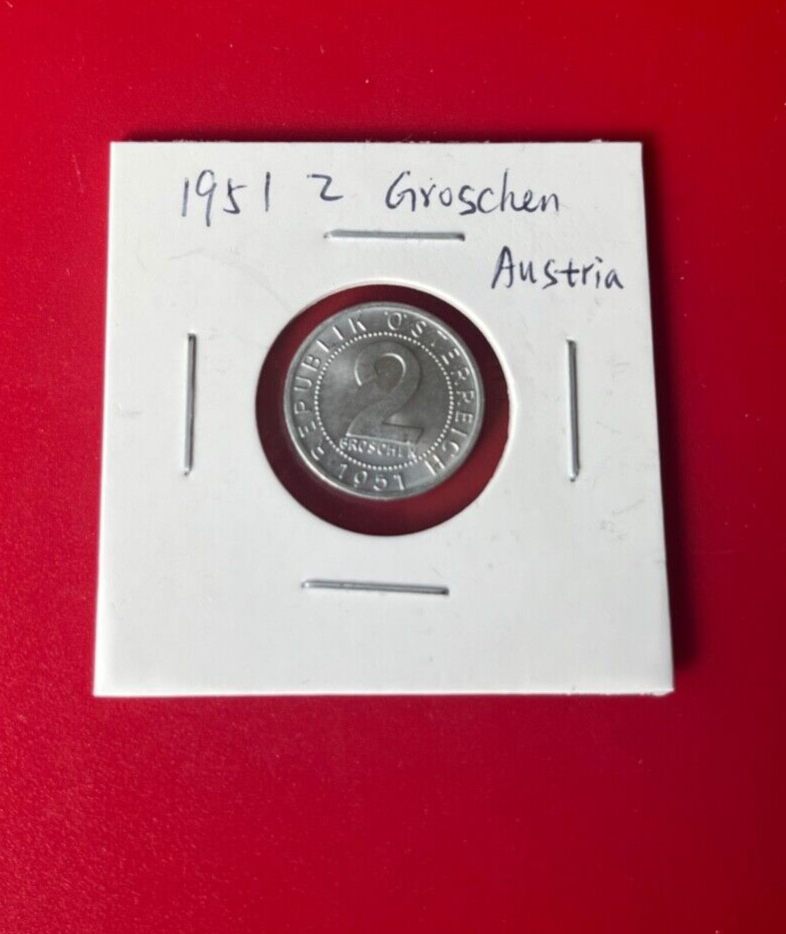 1951 2 Groschen
Austria
REPUBLIK ÖSTERREICH
2
GROSCHEN
1951